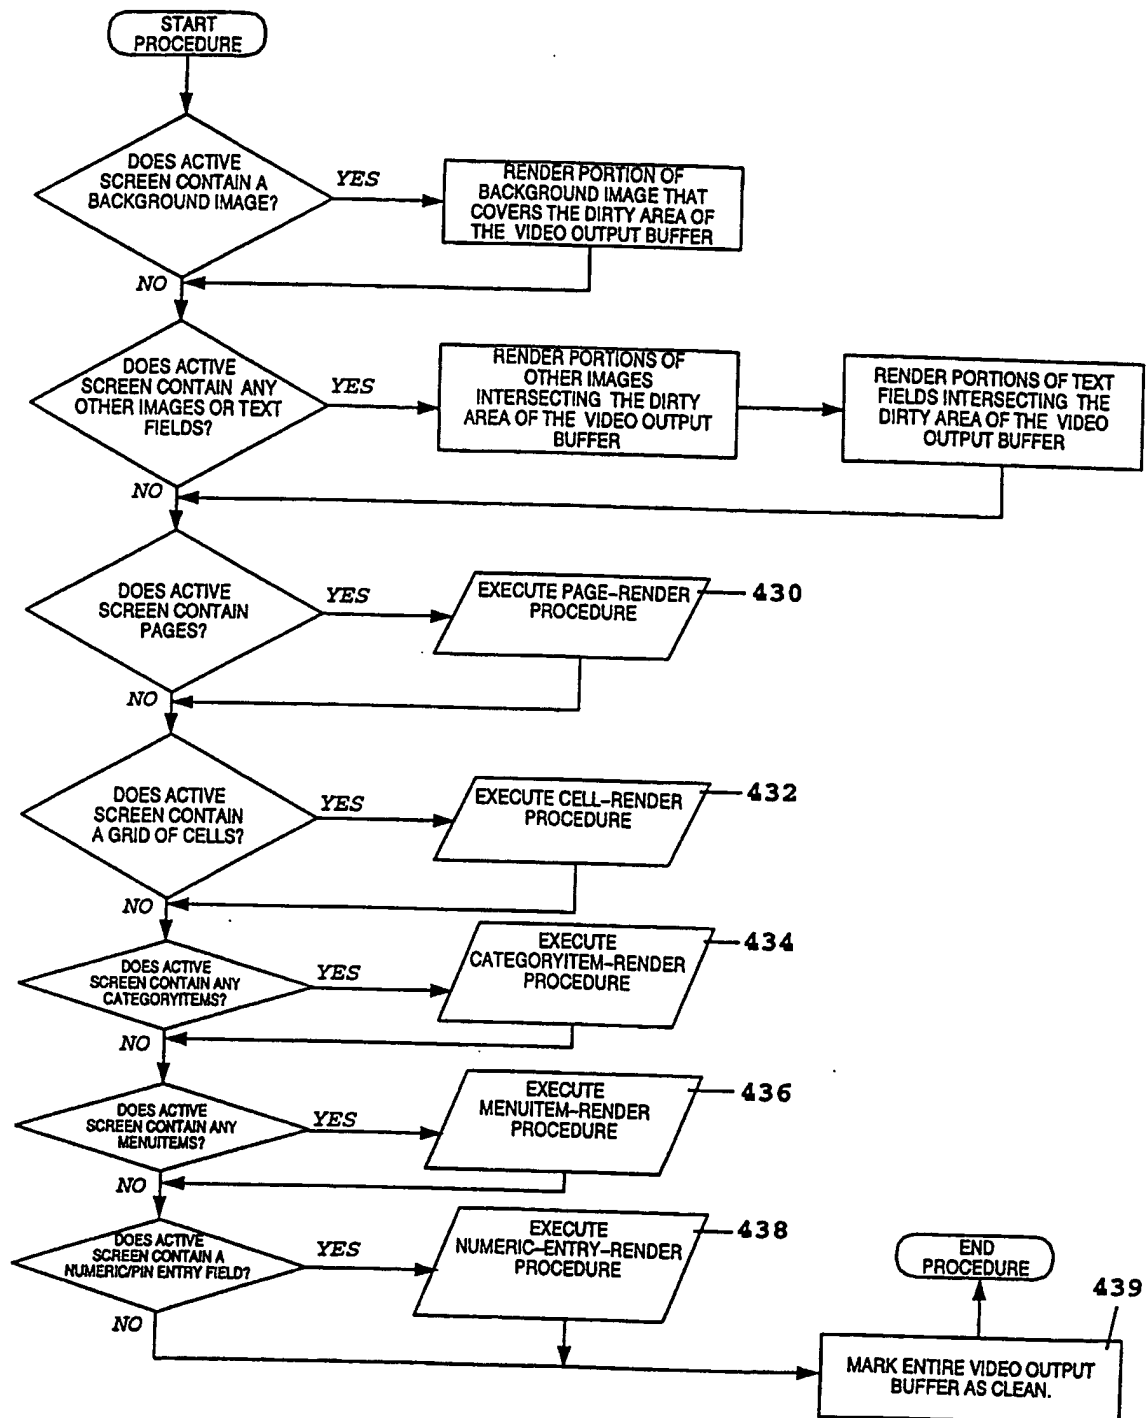 START
PROCEDURE
DOES ACTIVE
SCREEN CONTAIN A
BACKGROUND IMAGE?
YES
RENDER PORTION OF
BACKGROUND IMAGE THAT
COVERS THE DIRTY AREA OF
THE VIDEO OUTPUT BUFFER
NO
DOES ACTIVE
SCREEN CONTAIN ANY
OTHER IMAGES OR TEXT
FIELDS?
YES
RENDER PORTIONS OF
OTHER IMAGES
INTERSECTING THE DIRTY
AREA OF THE VIDEO OUTPUT
BUFFER
RENDER PORTIONS OF TEXT
FIELDS INTERSECTING THE
DIRTY AREA OF THE VIDEO
OUTPUT BUFFER
NO
DOES ACTIVE
SCREEN CONTAIN
PAGES?
YES
EXECUTE PAGE-RENDER
PROCEDURE
430
NO
DOES ACTIVE
SCREEN CONTAIN
A GRID OF CELLS?
YES
EXECUTE CELL-RENDER
PROCEDURE
432
NO
DOES ACTIVE
SCREEN CONTAIN ANY
CATEGORYITEMS?
YES
EXECUTE
CATEGORYITEM-RENDER
PROCEDURE
434
NO
DOES ACTIVE
SCREEN CONTAIN ANY
MENUITEMS?
YES
EXECUTE
MENUITEM-RENDER
PROCEDURE
436
NO
DOES ACTIVE
SCREEN CONTAIN A
NUMERIC/PIN ENTRY FIELD?
YES
EXECUTE
NUMERIC-ENTRY-RENDER
PROCEDURE
438
NO
END
PROCEDURE
439
MARK ENTIRE VIDEO OUTPUT
BUFFER AS CLEAN.